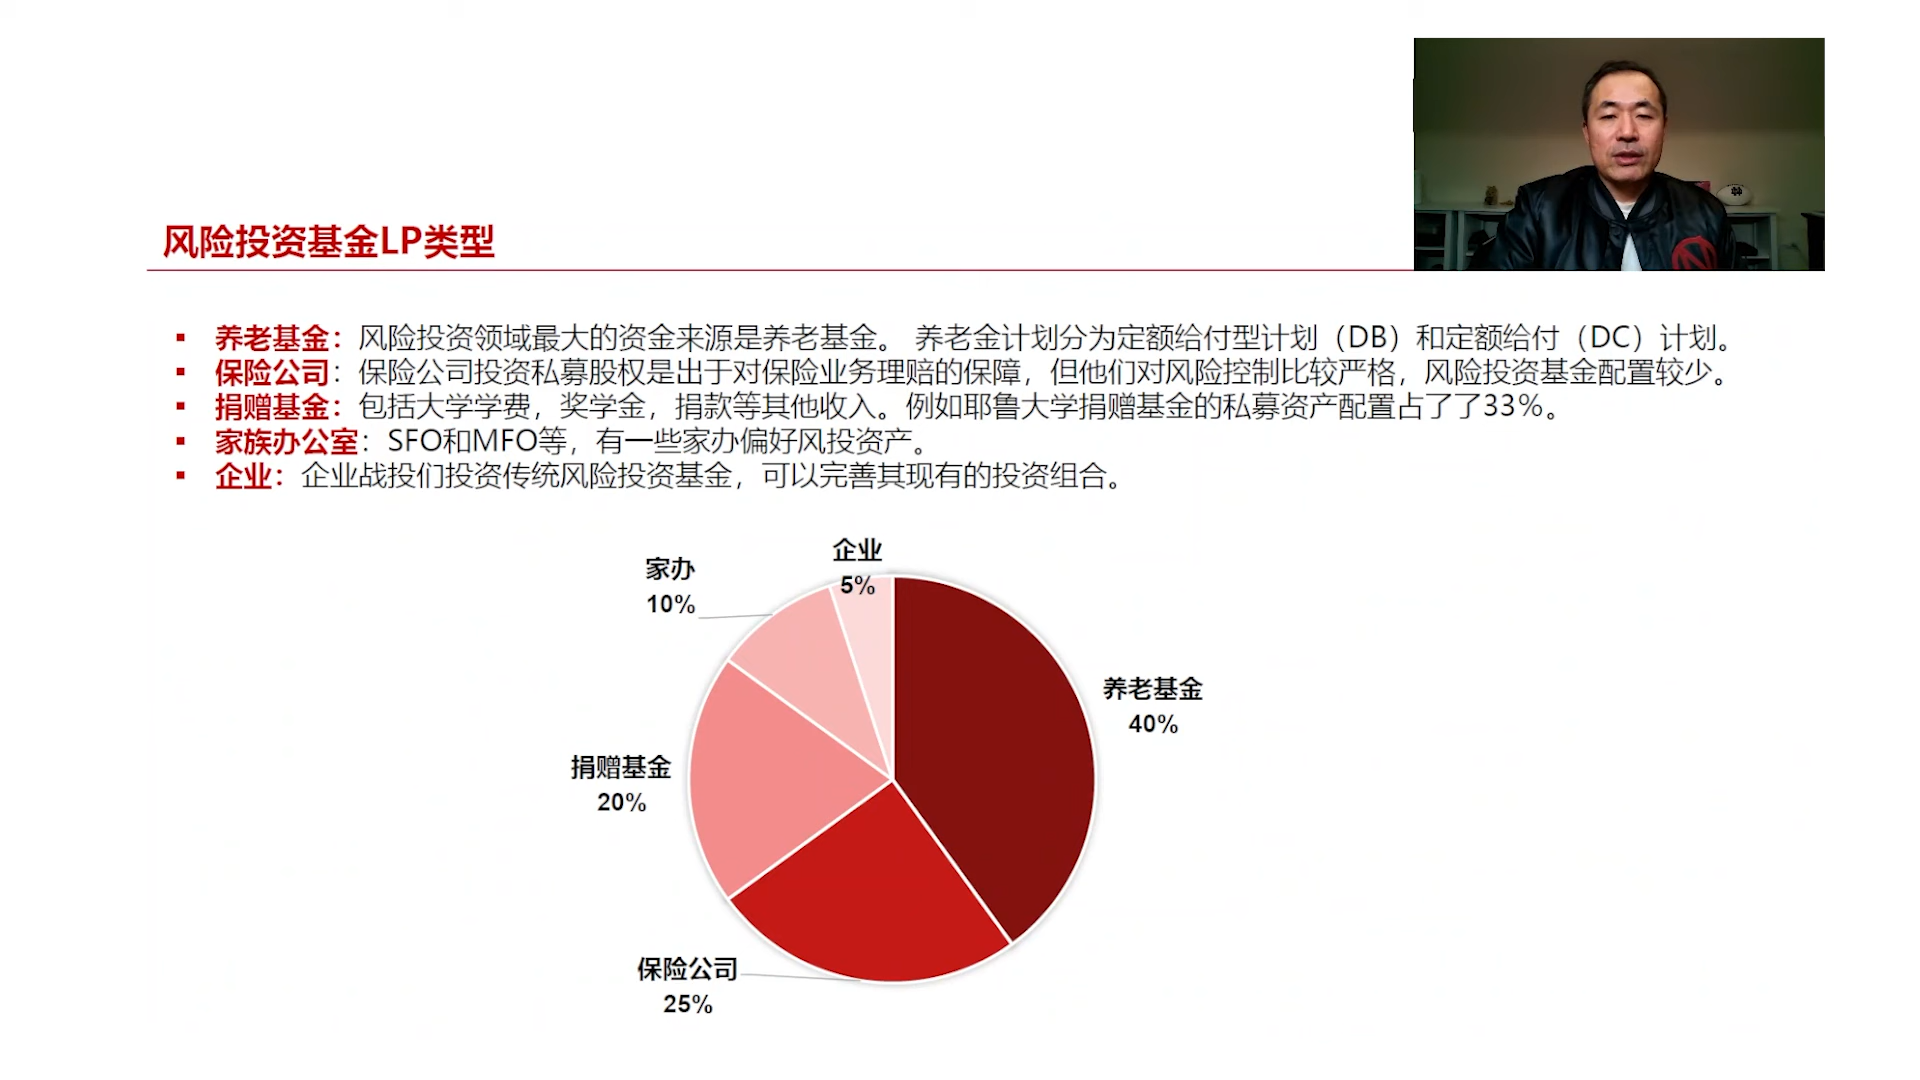 风险投资基金LP类型
▪ 养老基金：风险投资领域最大的资金来源是养老基金。 养老金计划分为定额给付型计划（DB）和定额给付（DC）计划。
▪ 保险公司：保险公司投资私募股权是出于对保险业务理赔的保障，但他们对风险控制比较严格，风险投资基金配置较少。
▪ 捐赠基金：包括大学学费，奖学金，捐款等其他收入。例如耶鲁大学捐赠基金的私募资产配置占了了33%。
▪ 家族办公室：SFO和MFO等，有一些家办偏好风投资产。
▪ 企业：企业战投们投资传统风险投资基金，可以完善其现有的投资组合。
企业
5%
家办
10%
养老基金
40%
捐赠基金
20%
保险公司
25%